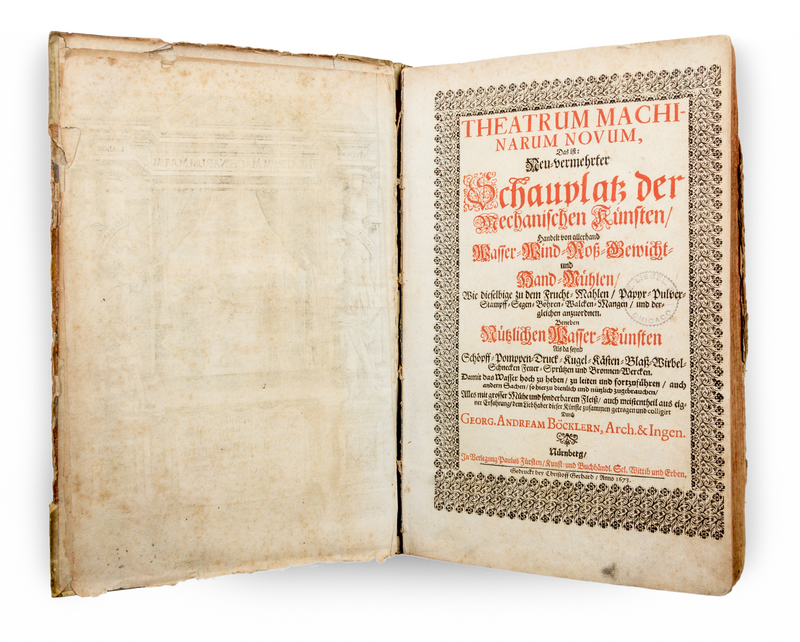 THEATRUM MACHI-
NARUM NOVUM,
Das ist:
Neu-vermehrter
Schauplatz der
Mechanischen Künsten/
Handelt von allerhand
Wasser-Wind-Roß-Gewicht-
und
Hand-Mühlen/
Wie dieselbige zu dem Frucht-Mahlen / Papyr-Pulver-
Stampff-Segen-Bohren-Walcken-Mangen / und der-
gleichen anzuordnen.
Beneben
Nützlichen Wasser-Künsten
Als da seynd
Schöpff-Pomppen-Druck-Kugel-Kästen-Blaß-Wirbel-
Schnecken Feuer-Sprützen und Bronnen-Wercken.
Damit das Wasser hoch zu heben / zu leiten und fortzuführen / auch
andern Sachen / so hierzu dienlich und nützlich zugebrauchen/
Alles mit grosser Mühe und sonderbarem Fleiß / auch meistentheil aus eig-
ner Erfahrung / dem Liebhaber dieser Künste zusammen getragen und colligirt
Durch
GEORG. ANDREAM BÖCKLERN, Arch. & Ingen.
Nürnberg /
In Verlegung Paulus Fürsten / Kunst- und Buchhändl. Sel. Wittib und Erben.
Gedruckt bey Christoff Gerhard / Anno 1673.
CHICAGO